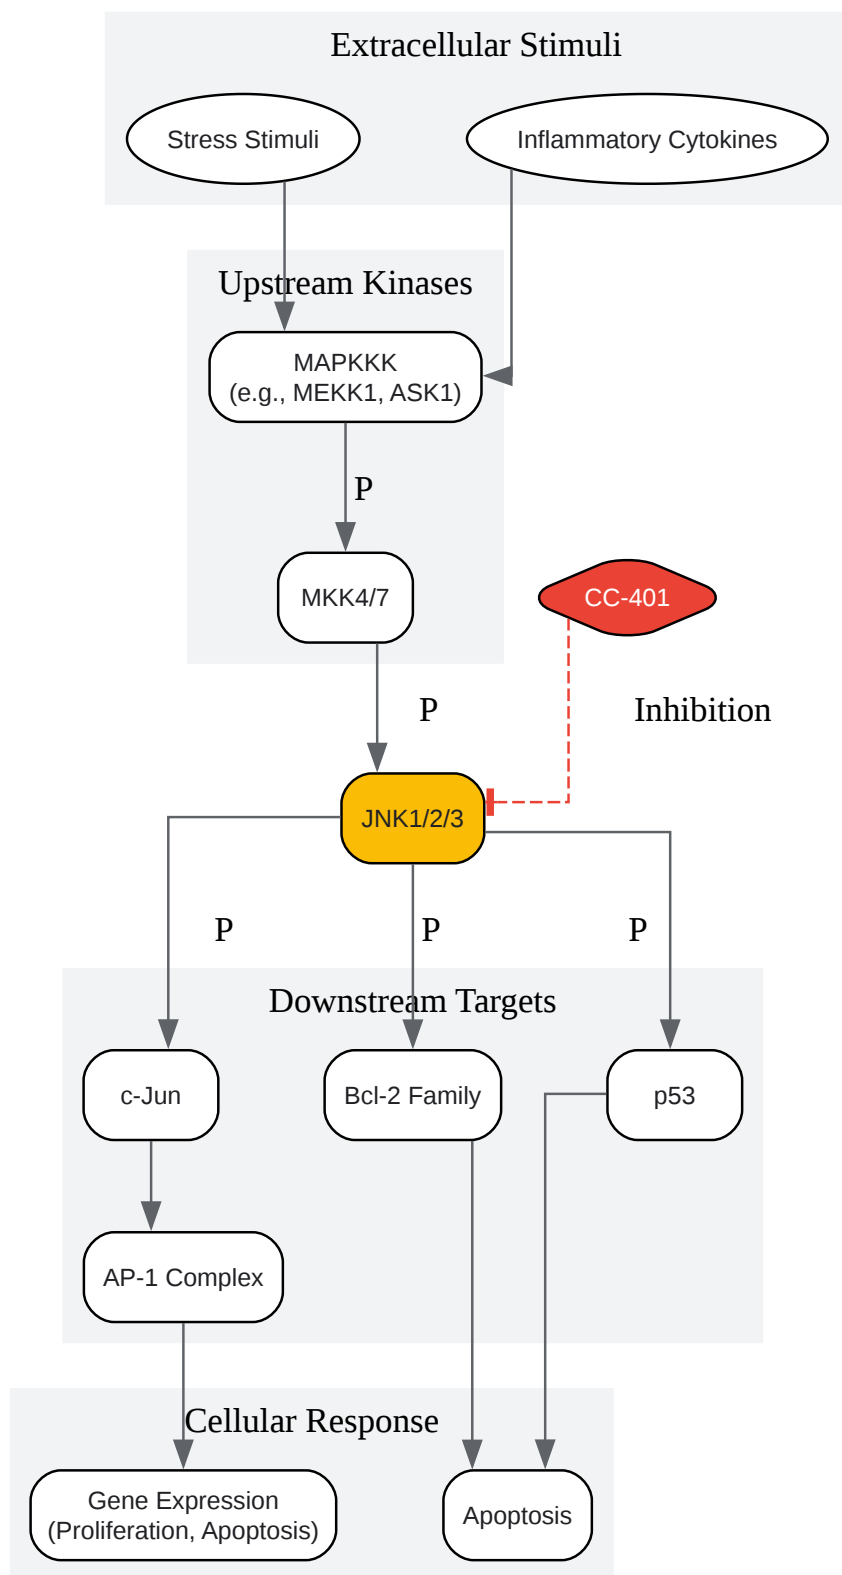 Extracellular Stimuli
Stress Stimuli
Inflammatory Cytokines
Upstream Kinases
MAPKKK
(e.g., MEKK1, ASK1)
P
MKK4/7
CC-401
P
Inhibition
JNK1/2/3
P
P
P
Downstream Targets
c-Jun
Bcl-2 Family
p53
AP-1 Complex
Cellular Response
Gene Expression
(Proliferation, Apoptosis)
Apoptosis